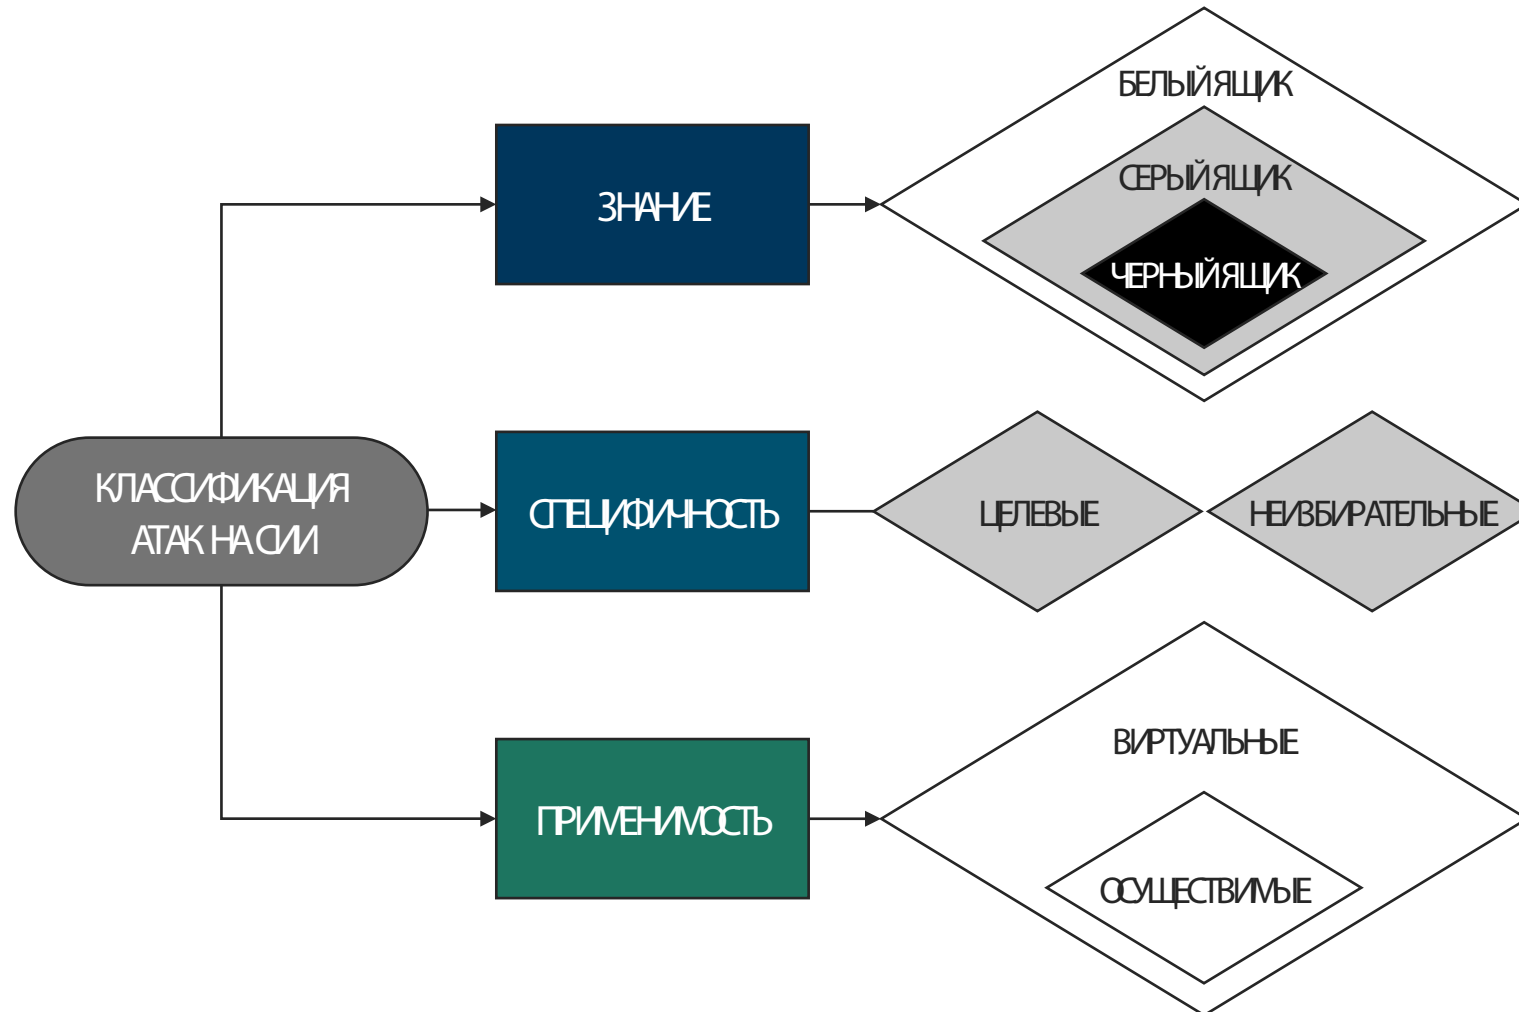 БЕЛЫЙ ЯЩИК
СЕРЫЙ ЯЩИК
ЗНАНИЕ
ЧЕРНЫЙ ЯЩИК
КЛАССИФИКАЦИЯ
АТАК НА СИИ
СПЕЦИФИЧНОСТЬ
ЦЕЛЕВЫЕ
НЕИЗБИРАТЕЛЬНЫЕ
ВИРТУАЛЬНЫЕ
ПРИМЕНИМОСТЬ
ОСУЩЕСТВИМЫЕ